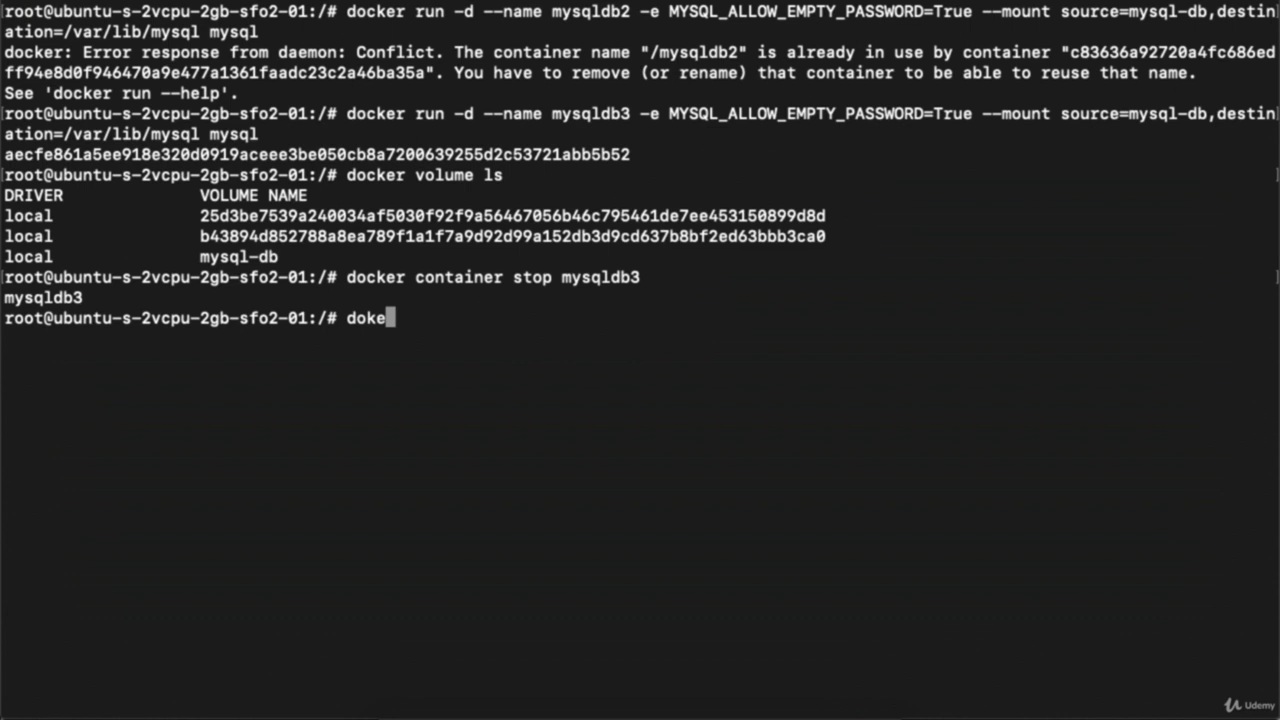 root@ubuntu-s-2vcpu-2gb-sfo2-01:/# docker run -d --name mysqldb2 -e MYSQL_ALLOW_EMPTY_PASSWORD=True --mount source=mysql-db,destin
ation=/var/lib/mysql mysql
docker: Error response from daemon: Conflict. The container name "/mysqldb2" is already in use by container "c83636a92720a4fc686ed
ff94e8d0f946470a9e477a1361faadc23c2a46ba35a". You have to remove (or rename) that container to be able to reuse that name.
See 'docker run --help'.
root@ubuntu-s-2vcpu-2gb-sfo2-01:/# docker run -d --name mysqldb3 -e MYSQL_ALLOW_EMPTY_PASSWORD=True --mount source=mysql-db,destin
ation=/var/lib/mysql mysql
aecfe861a5ee918e320d0919aceee3be050cb8a7200639255d2c53721abb5b52
root@ubuntu-s-2vcpu-2gb-sfo2-01:/# docker volume ls
DRIVER VOLUME NAME
local 25d3be7539a240034af5030f92f9a56467056b46c795461de7ee453150899d8d
local b43894d852788a8ea789f1a1f7a9d92d99a152db3d9cd637b8bf2ed63bbb3ca0
local mysql-db
root@ubuntu-s-2vcpu-2gb-sfo2-01:/# docker container stop mysqldb3
mysqldb3
root@ubuntu-s-2vcpu-2gb-sfo2-01:/# doke
Udemy